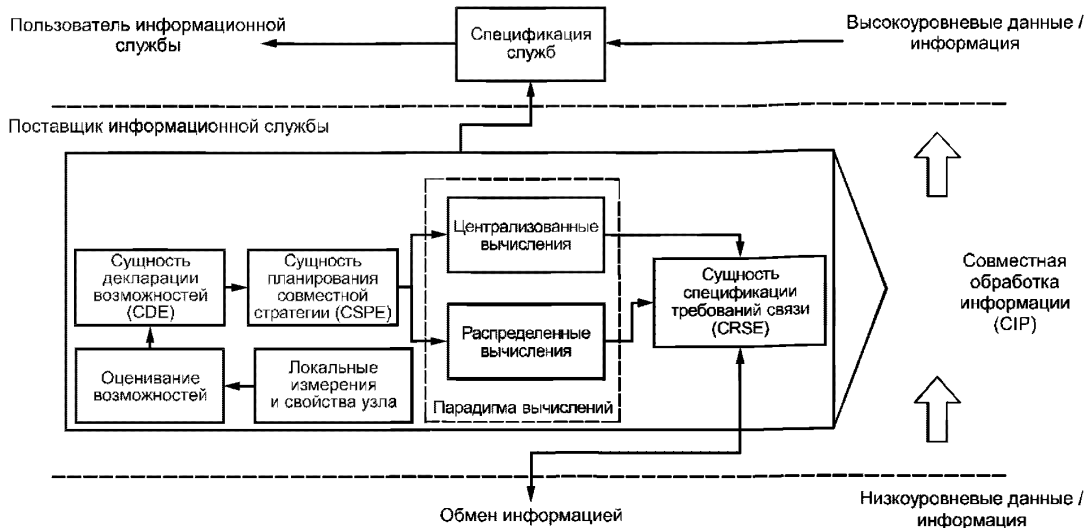 Пользователь информационной
службы
Спецификация
служб
Высокоуровневые данные /
информация
Поставщик информационной службы
Централизованные
вычисления
Сущность
декларации
возможностей
(CDE)
Сущность
планирования
совместной
стратегии (CSPE)
Сущность
спецификации
требований связи
(CRSE)
Совместная
обработка
информации
(CIP)
Распределенные
вычисления
Оценивание
возможностей
Локальные
измерения
и свойства узла
Парадигма вычислений
Обмен информацией
Низкоуровневые данные /
информация